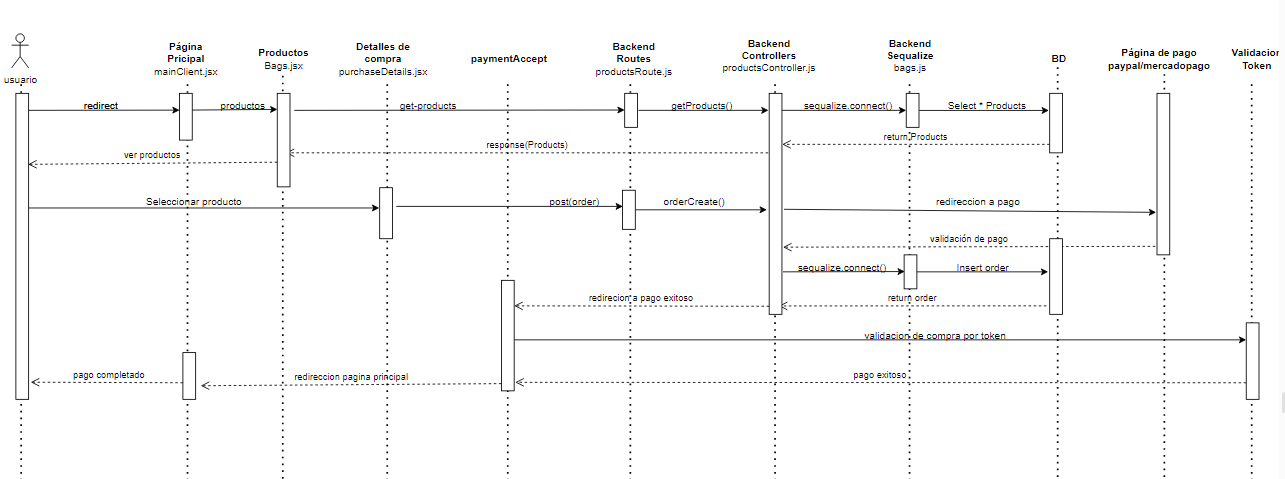 usuario
Página
Pricipal
mainClient.jsx
Productos
Bags.jsx
Detalles de
compra
purchaseDetails.jsx
paymentAccept
Backend
Routes
productsRoute.js
Backend
Controllers
productsController.js
Backend
Sequalize
bags.js
BD
Página de pago
paypal/mercadopago
Validacion
Token
redirect
productos
get-products
getProducts()
sequalize.connect()
Select * Products
return Products
response(Products)
ver productos
Seleccionar producto
post(order)
orderCreate()
redireccion a pago
validación de pago
sequalize.connect()
Insert order
return order
redirecion a pago exitoso
validacion de compra por token
pago exitoso
redireccion pagina principal
pago completado